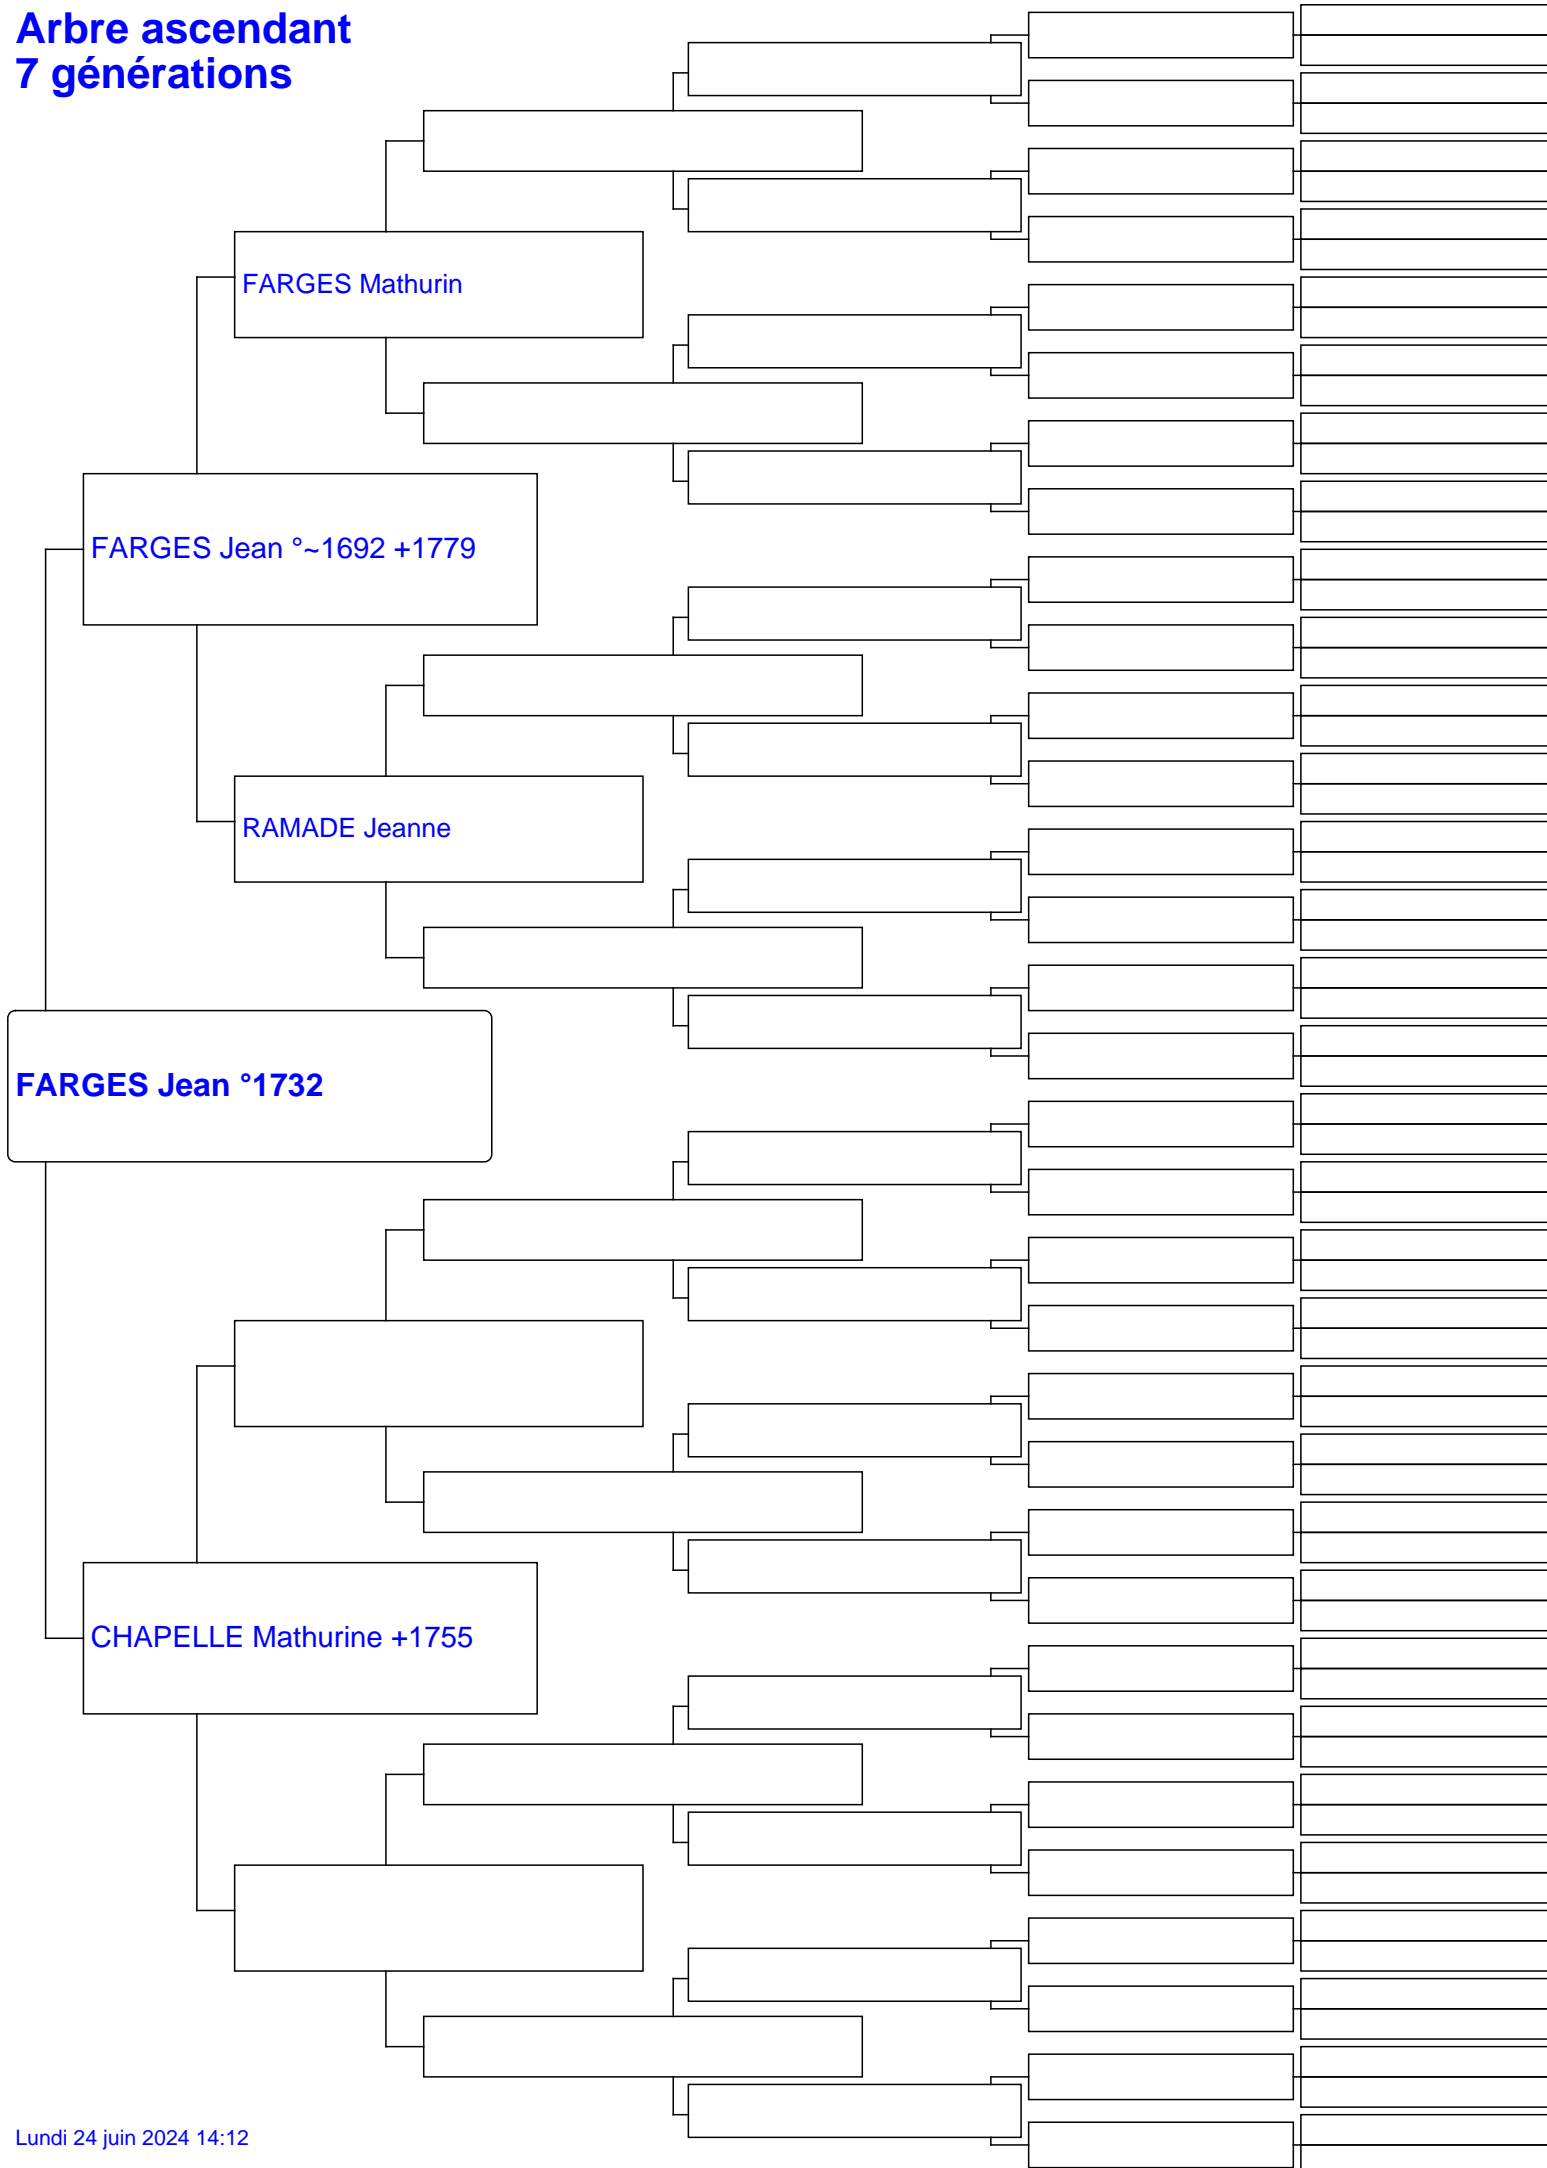 Arbre ascendant
7 générations
FARGES Mathurin
FARGES Jean °~1692 +1779
RAMADE Jeanne
FARGES Jean °1732
CHAPELLE Mathurine +1755
Lundi 24 juin 2024 14:12